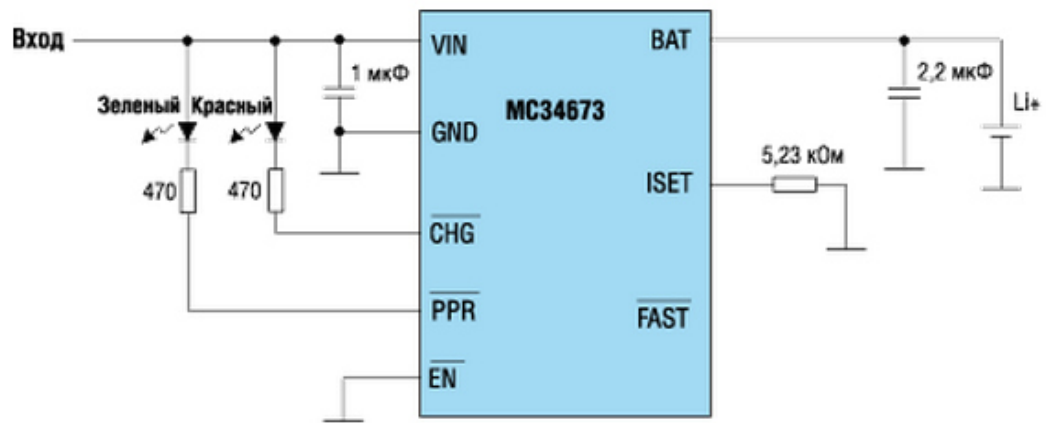 Вход
VIN
BAT
1 мкФ
2,2 мкФ
Зеленый Красный
MC34673
Li+
GND
5,23 кОм
470
470
ISET
CHG
PPR
FAST
EN